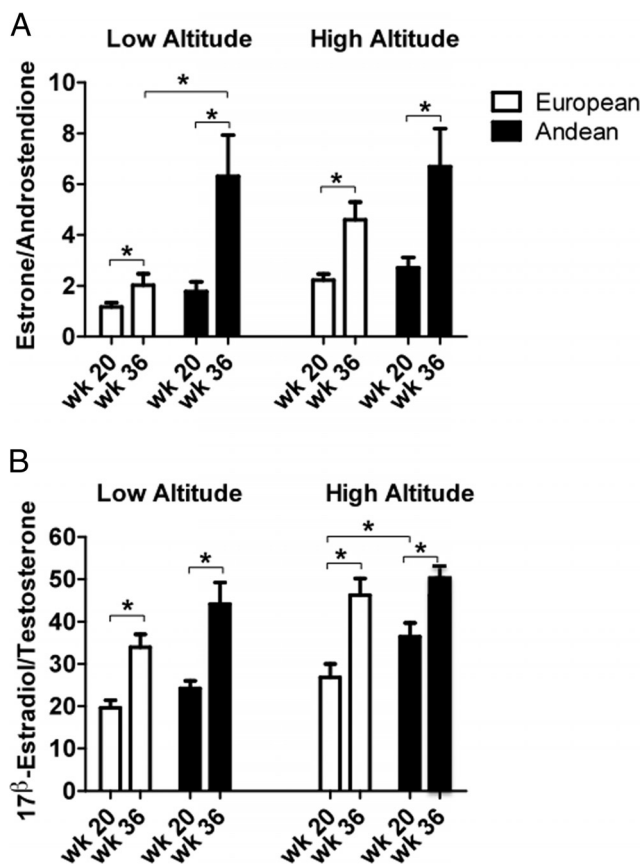 A
Low Altitude High Altitude
European
Andean
Estrone/Androstendione
10
8
6
4
2
0
* * * * *
wk 20 wk 36 wk 20 wk 36 wk 20 wk 36 wk 20 wk 36
B
Low Altitude High Altitude
17β-Estradiol/Testosterone
60
50
40
30
20
10
0
* * * * *
wk 20 wk 36 wk 20 wk 36 wk 20 wk 36 wk 20 wk 36